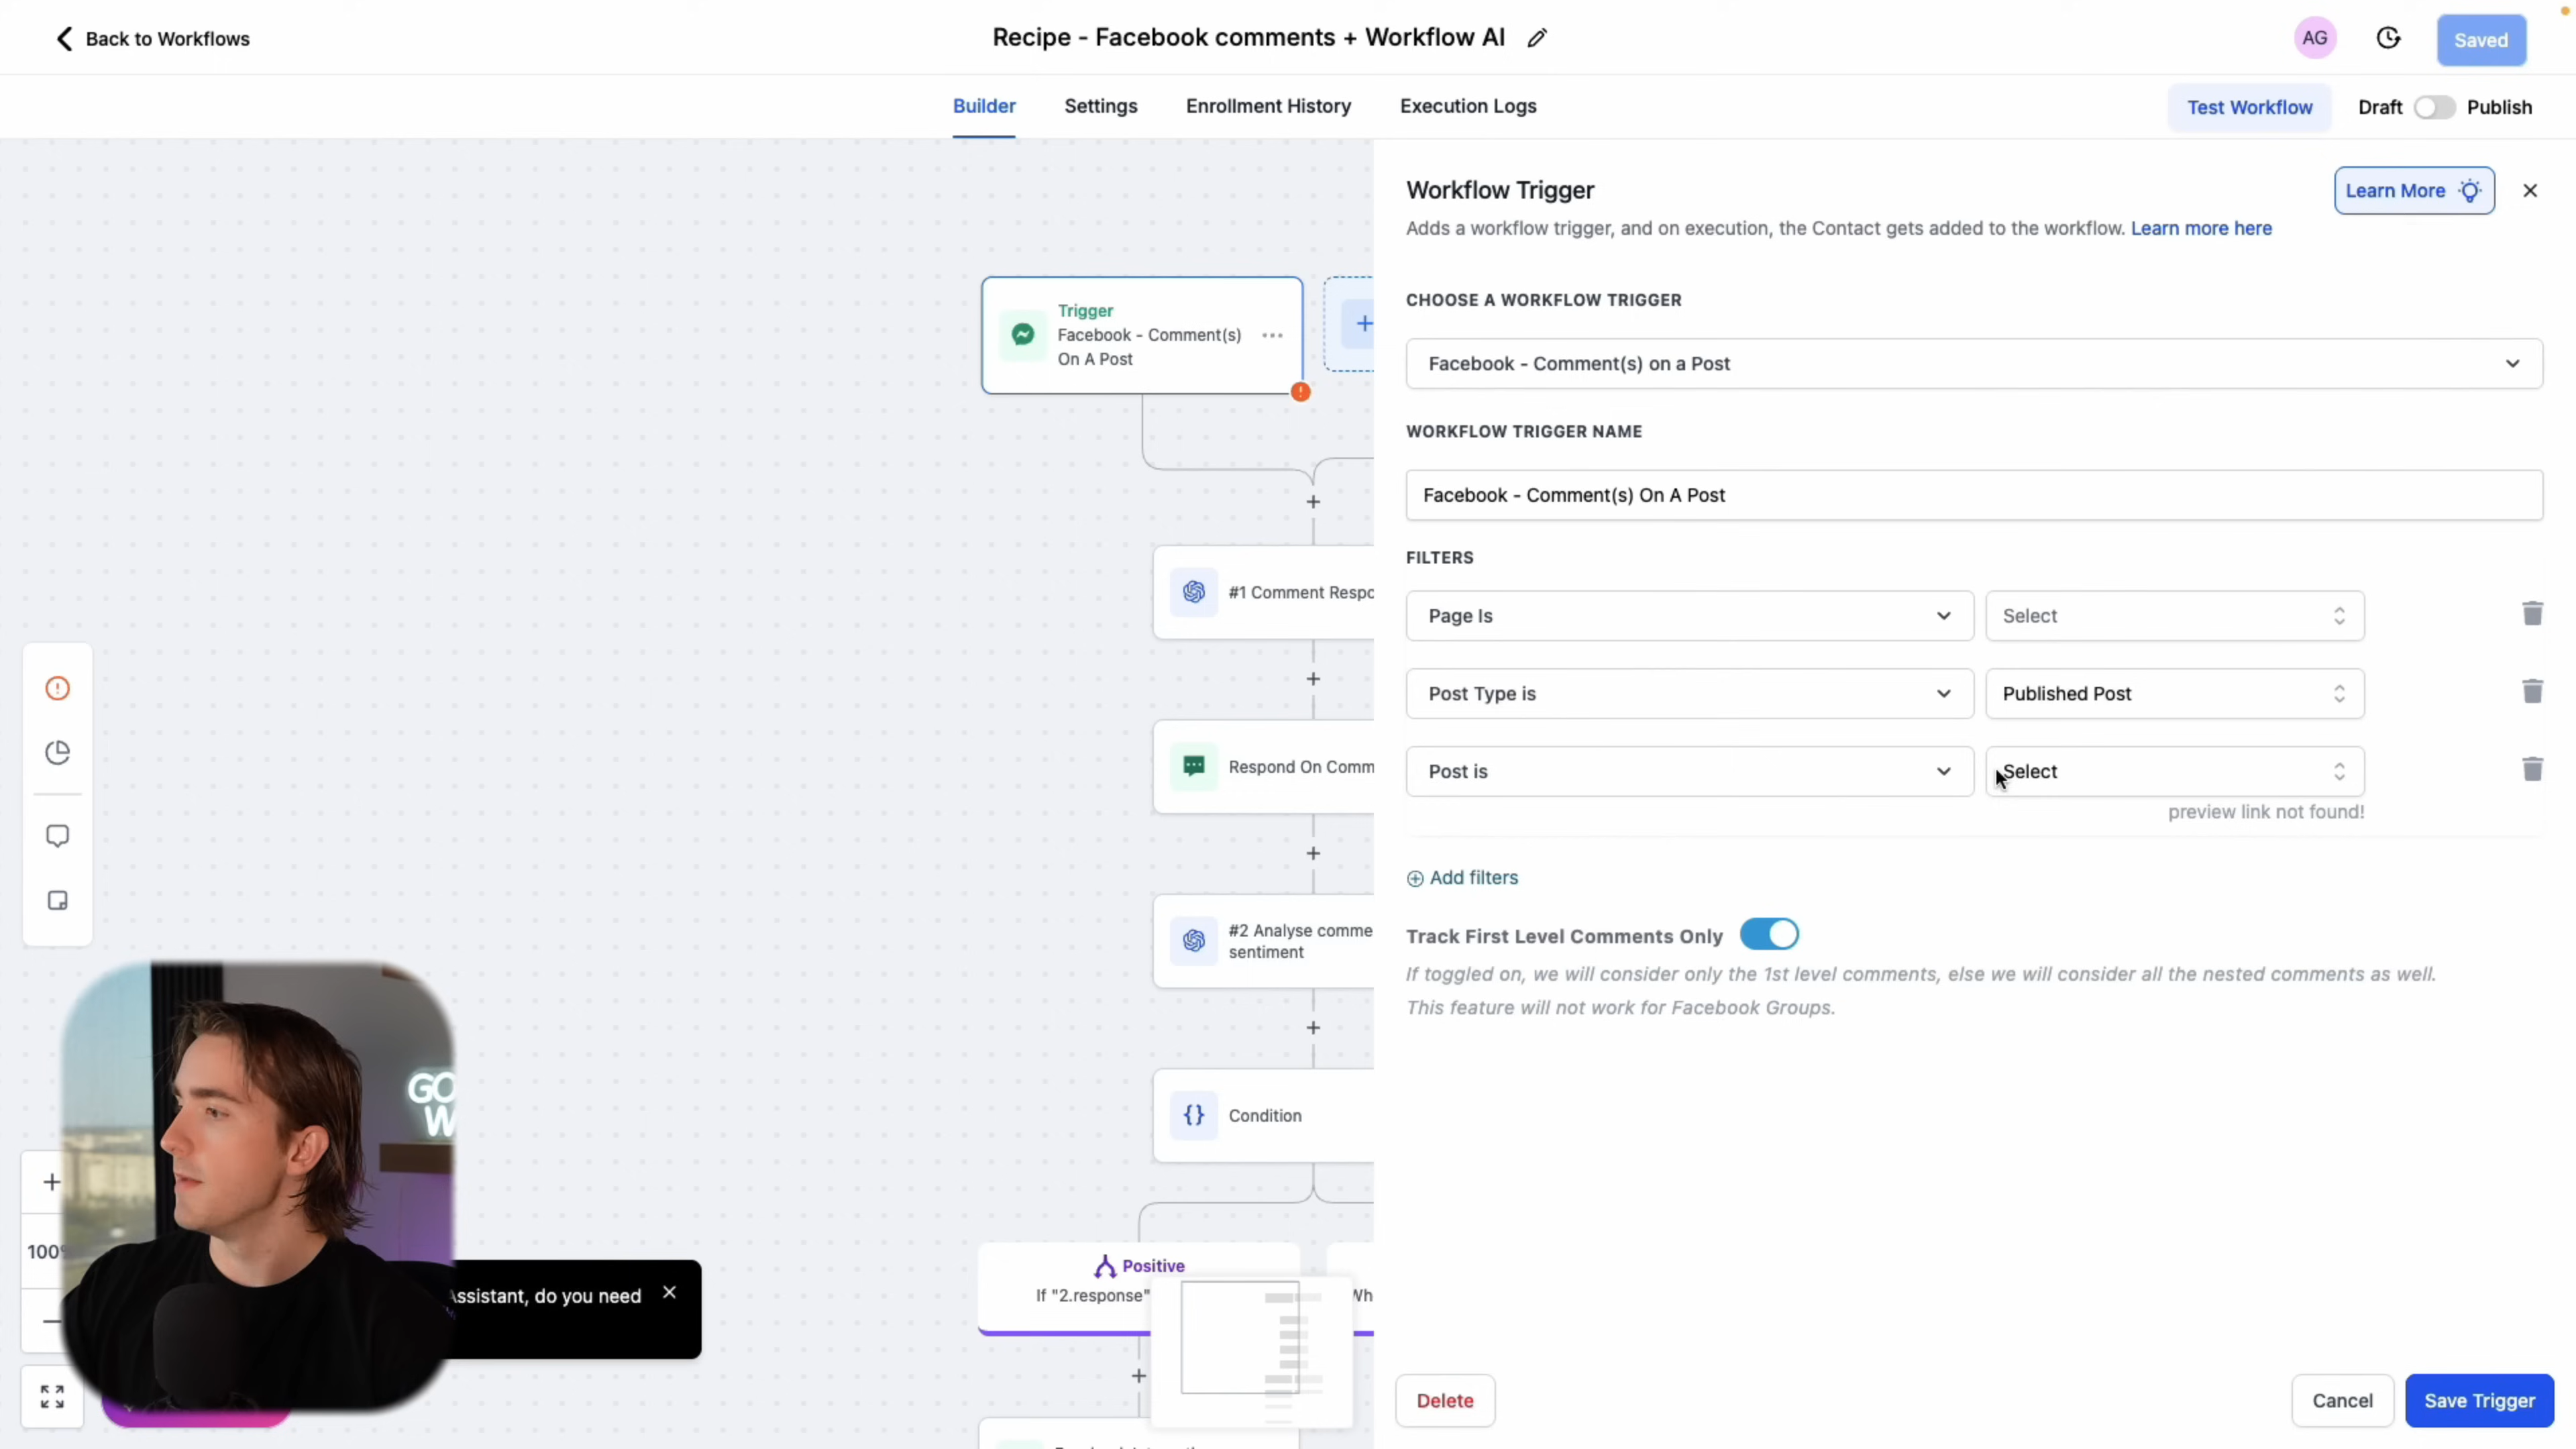 Back to Workflows
Recipe - Facebook comments + Workflow AI
AG
Saved
Builder
Settings
Enrollment History
Execution Logs
Test Workflow
Draft
Publish
Workflow Trigger
Learn More
Adds a workflow trigger, and on execution, the Contact gets added to the workflow. Learn more here
CHOOSE A WORKFLOW TRIGGER
Facebook - Comment(s) on a Post
WORKFLOW TRIGGER NAME
Facebook - Comment(s) On A Post
FILTERS
Page Is
Select
Post Type is
Published Post
Post is
Select
preview link not found!
Add filters
Track First Level Comments Only
If toggled on, we will consider only the 1st level comments, else we will consider all the nested comments as well.
This feature will not work for Facebook Groups.
Delete
Cancel
Save Trigger
Trigger
Facebook - Comment(s)
On A Post
#1 Comment Respo
Respond On Comm
#2 Analyse comme
sentiment
Condition
Positive
If "2.response"
Wh
100%
Assistant, do you need
GO
W